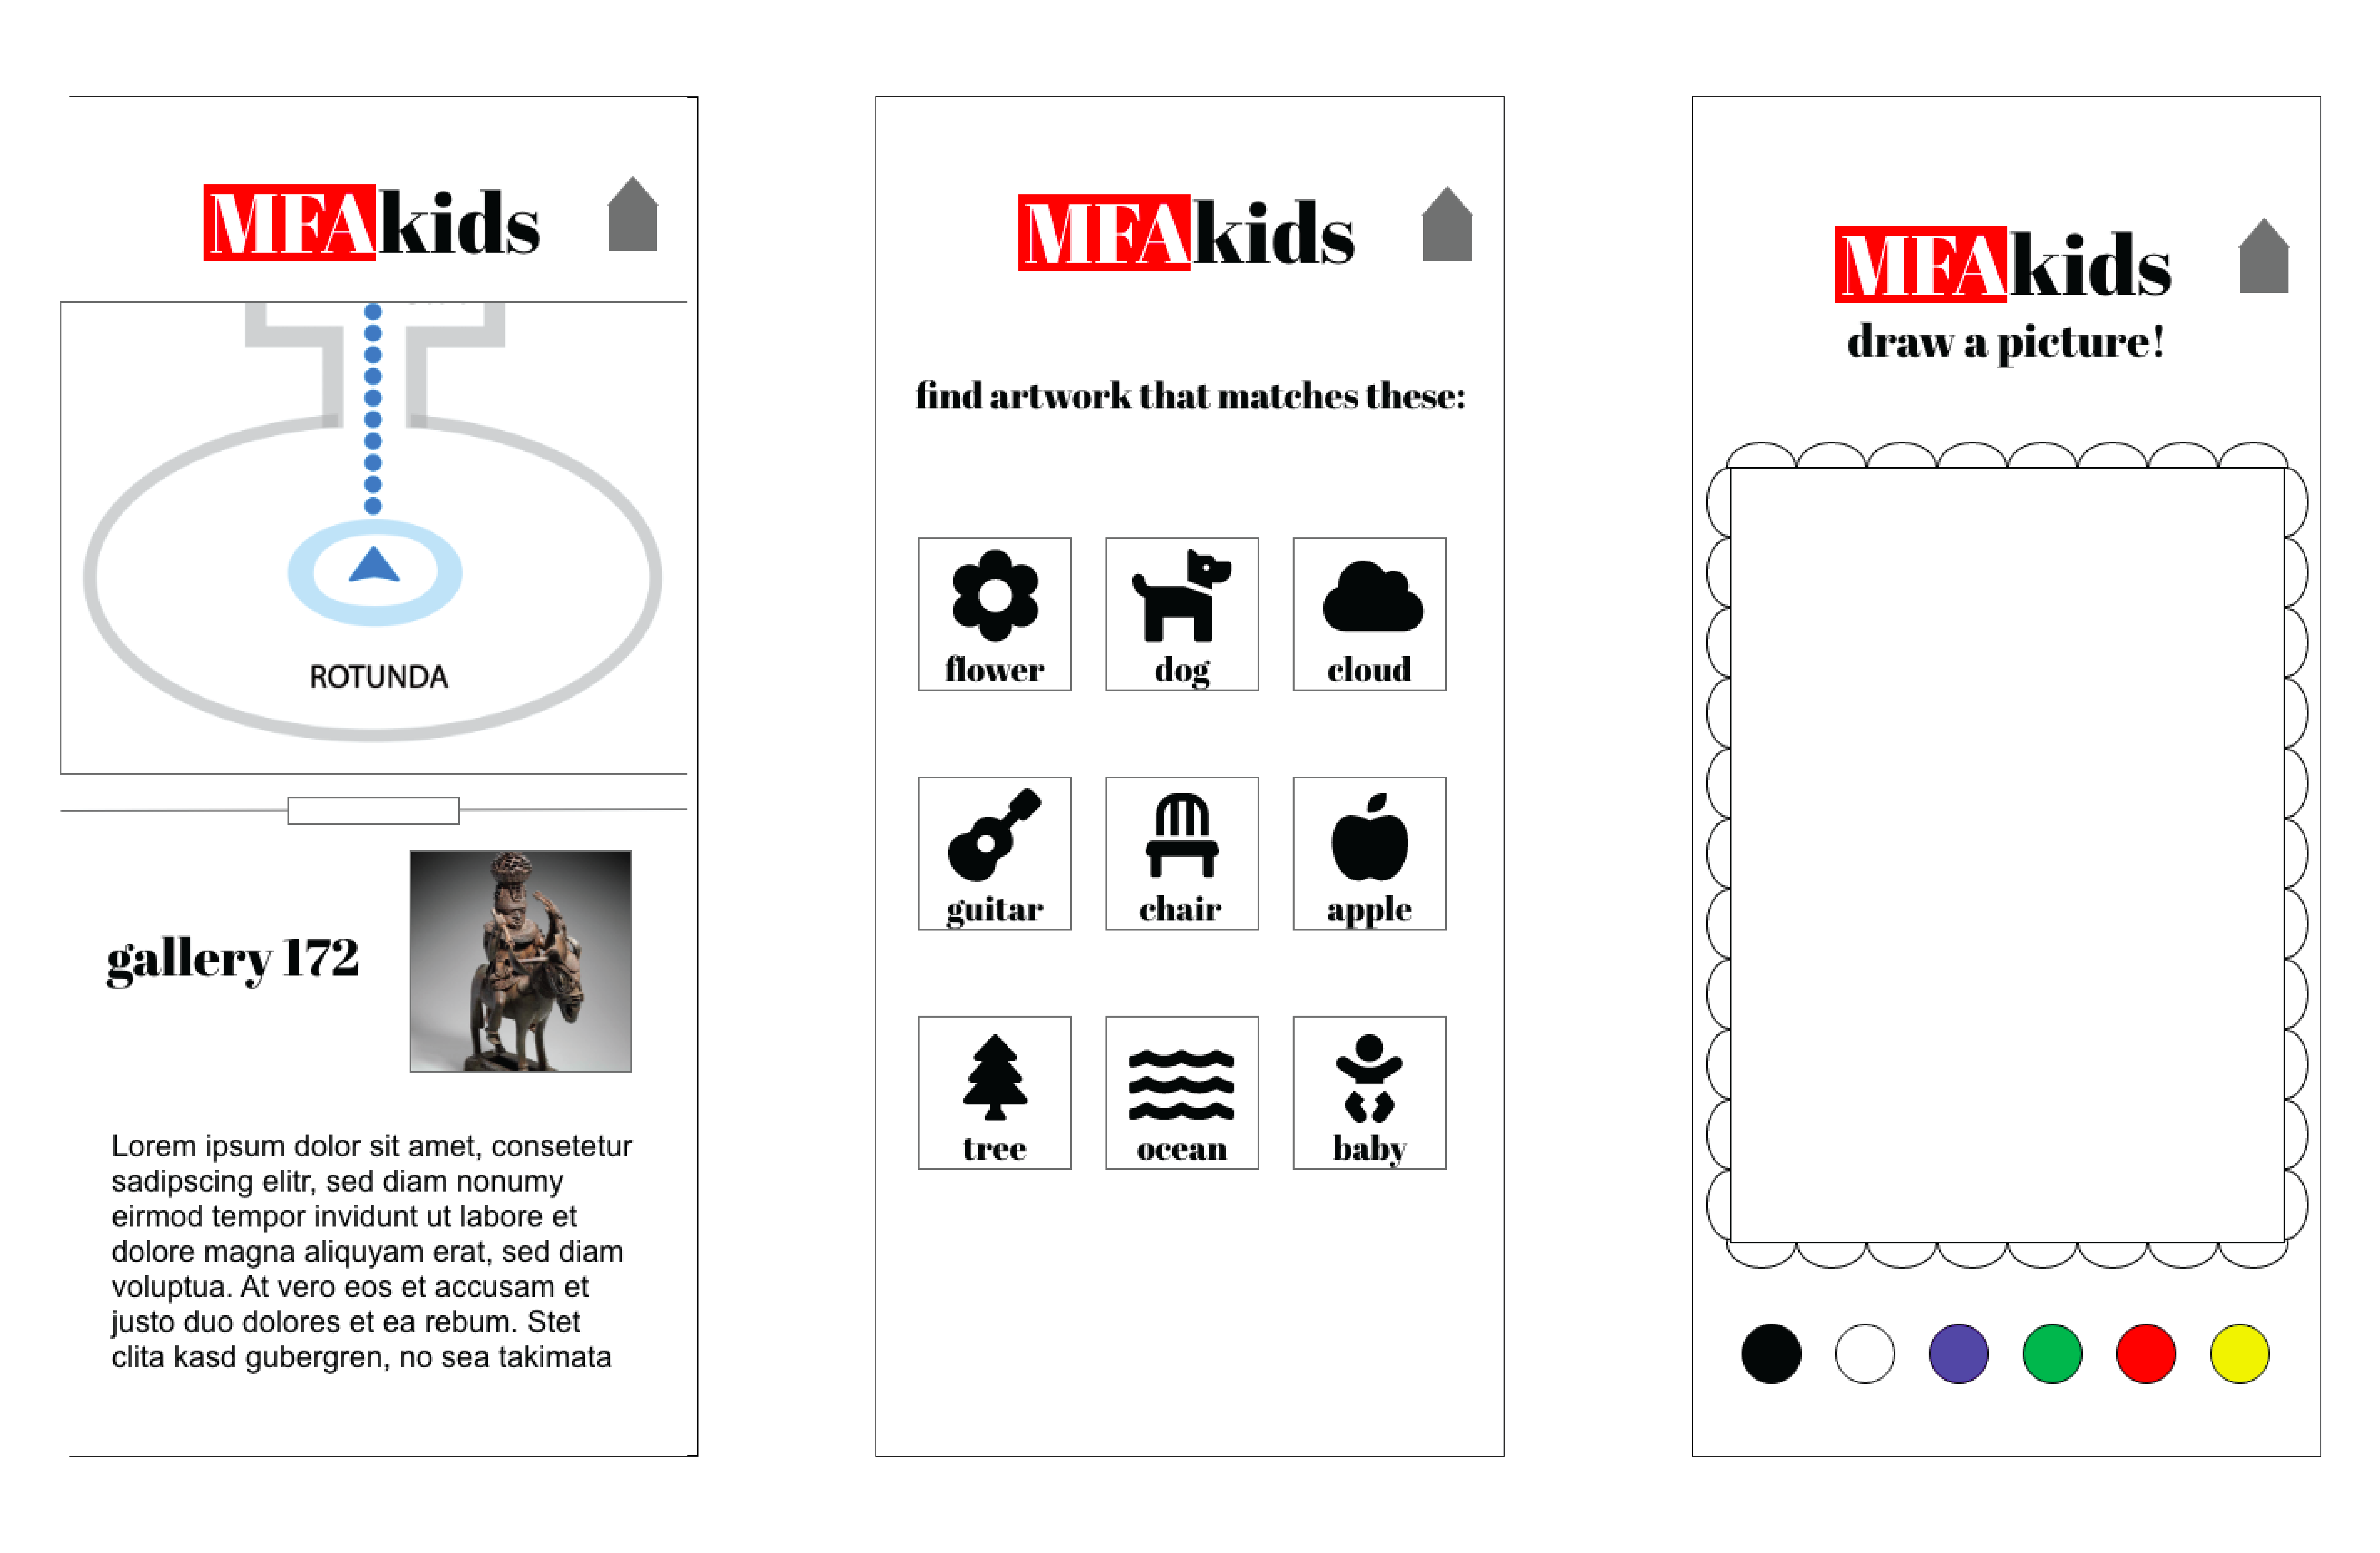 MFAkids
ROTUNDA
gallery 172
Lorem ipsum dolor sit amet, consetetur
sadipscing elitr, sed diam nonumy
eirmod tempor invidunt ut labore et
dolore magna aliquyam erat, sed diam
voluptua. At vero eos et accusam et
justo duo dolores et ea rebum. Stet
clita kasd gubergren, no sea takimata
MFAkids
find artwork that matches these:
flower
dog
cloud
guitar
chair
apple
tree
ocean
baby
MFAkids
draw a picture!